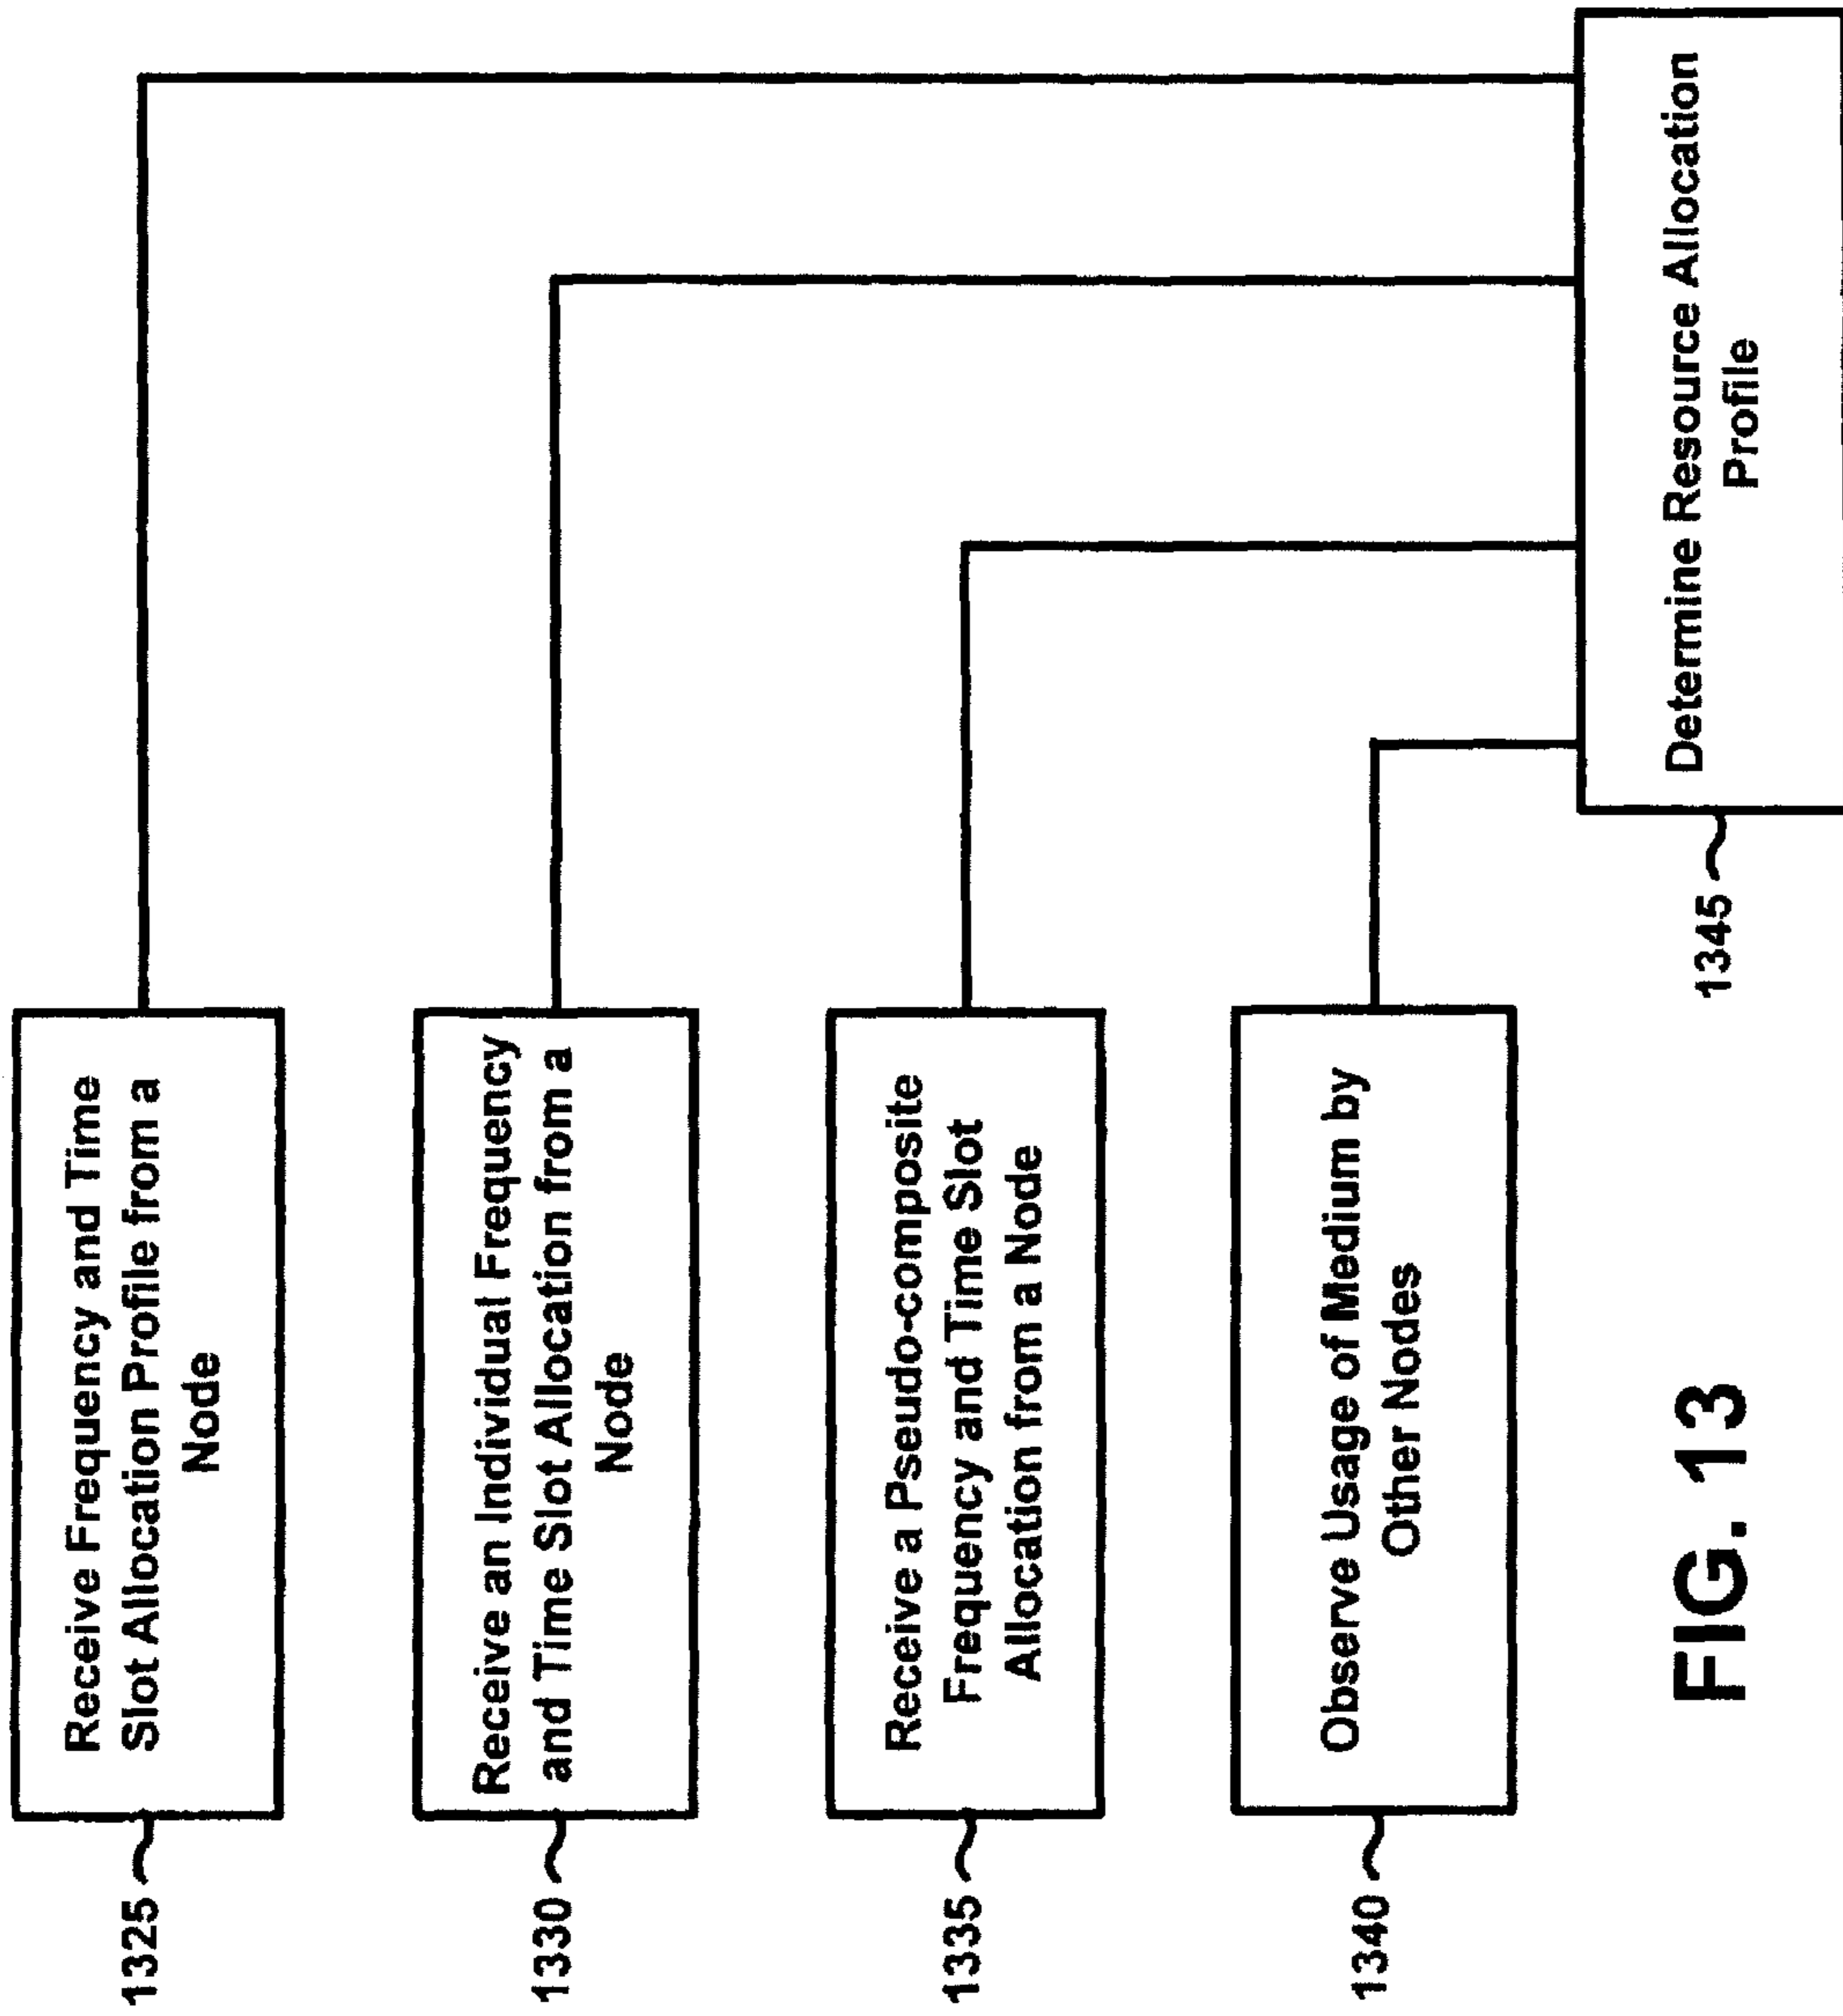 1325
Receive Frequency and Time
Slot Allocation Profile from a
Node
1330
Receive an Individual Frequency
and Time Slot Allocation from a
Node
1335
Receive a Pseudo-composite
Frequency and Time Slot
Allocation from a Node
1340
Observe Usage of Medium by
Other Nodes
1345
Determine Resource Allocation
Profile
FIG. 13